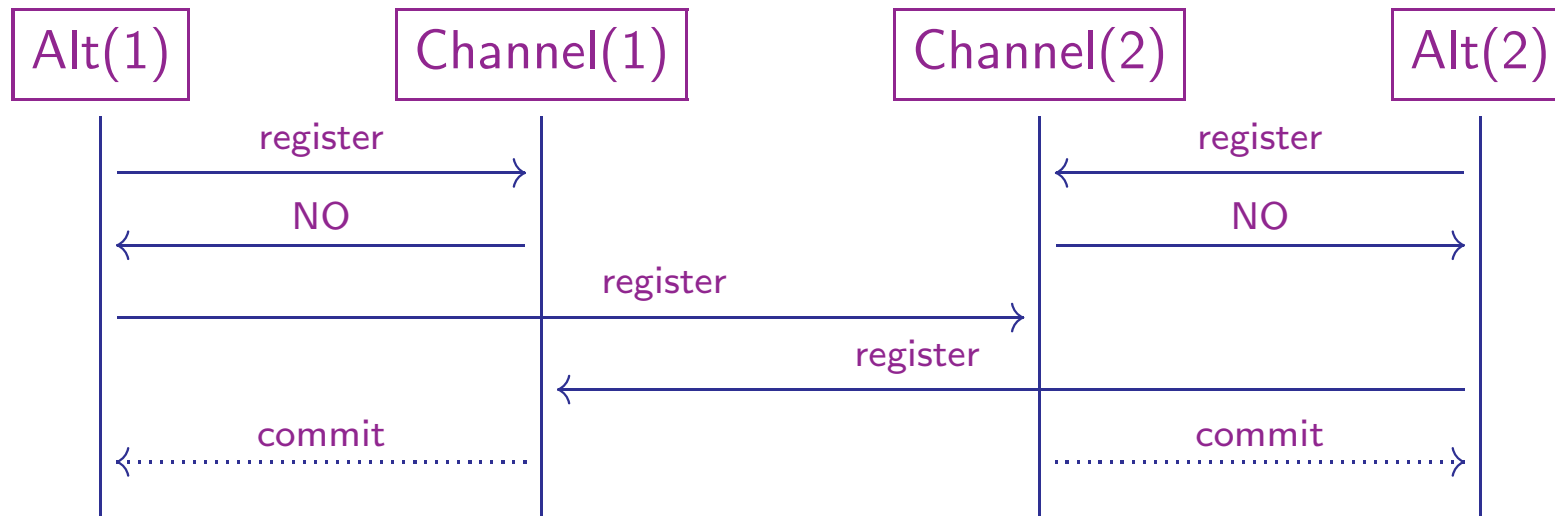 Alt(1) Channel(1) Channel(2) Alt(2)
register register
NO NO
register
register
commit commit